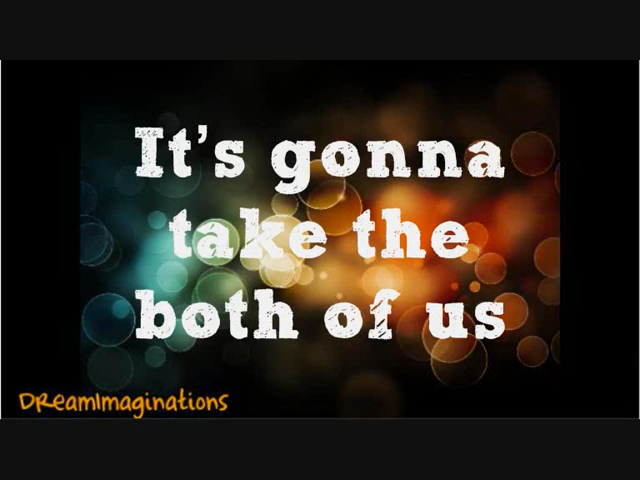 It's gonna
take the
both of us
DReamImaginations